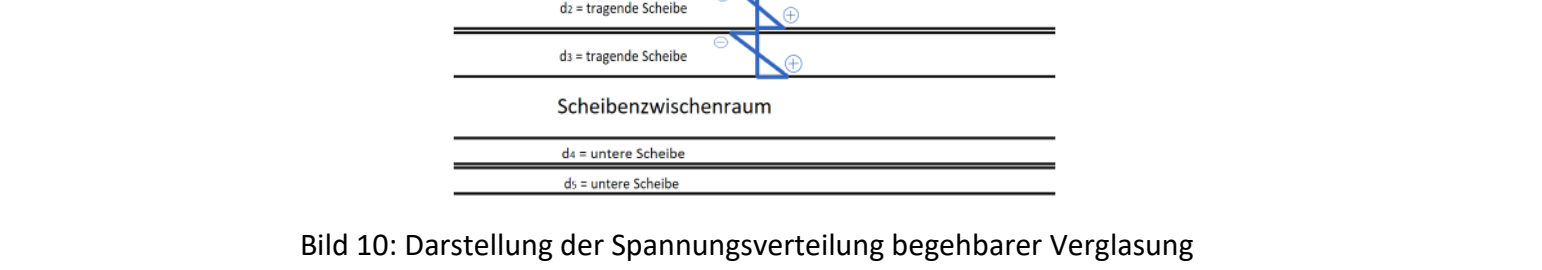 d2 = tragende Scheibe
d3 = tragende Scheibe
Scheibenzwischenraum
d4 = untere Scheibe
d5 = untere Scheibe
Bild 10: Darstellung der Spannungsverteilung begehbarer Verglasung